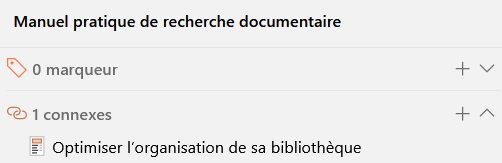 Manuel pratique de recherche documentaire
0 marqueur
1 connexes
Optimiser l’organisation de sa bibliothèque